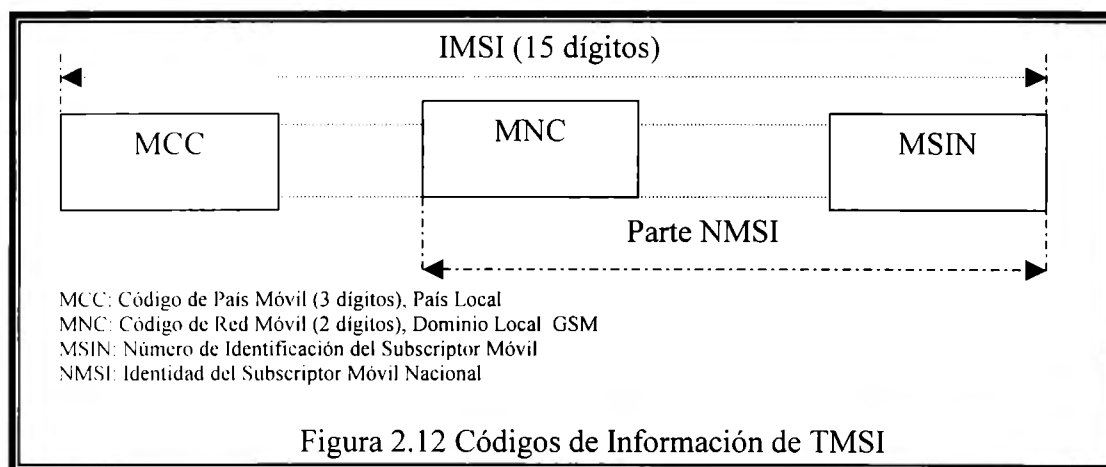 IMSI (15 dígitos)
MCC
MNC
MSIN
Parte NMSI
MCC: Código de País Móvil (3 dígitos), País Local
MNC: Código de Red Móvil (2 dígitos), Dominio Local GSM
MSIN: Número de Identificación del Subscriptor Móvil
NMSI: Identidad del Subscriptor Móvil Nacional
Figura 2.12 Códigos de Información de TMSI